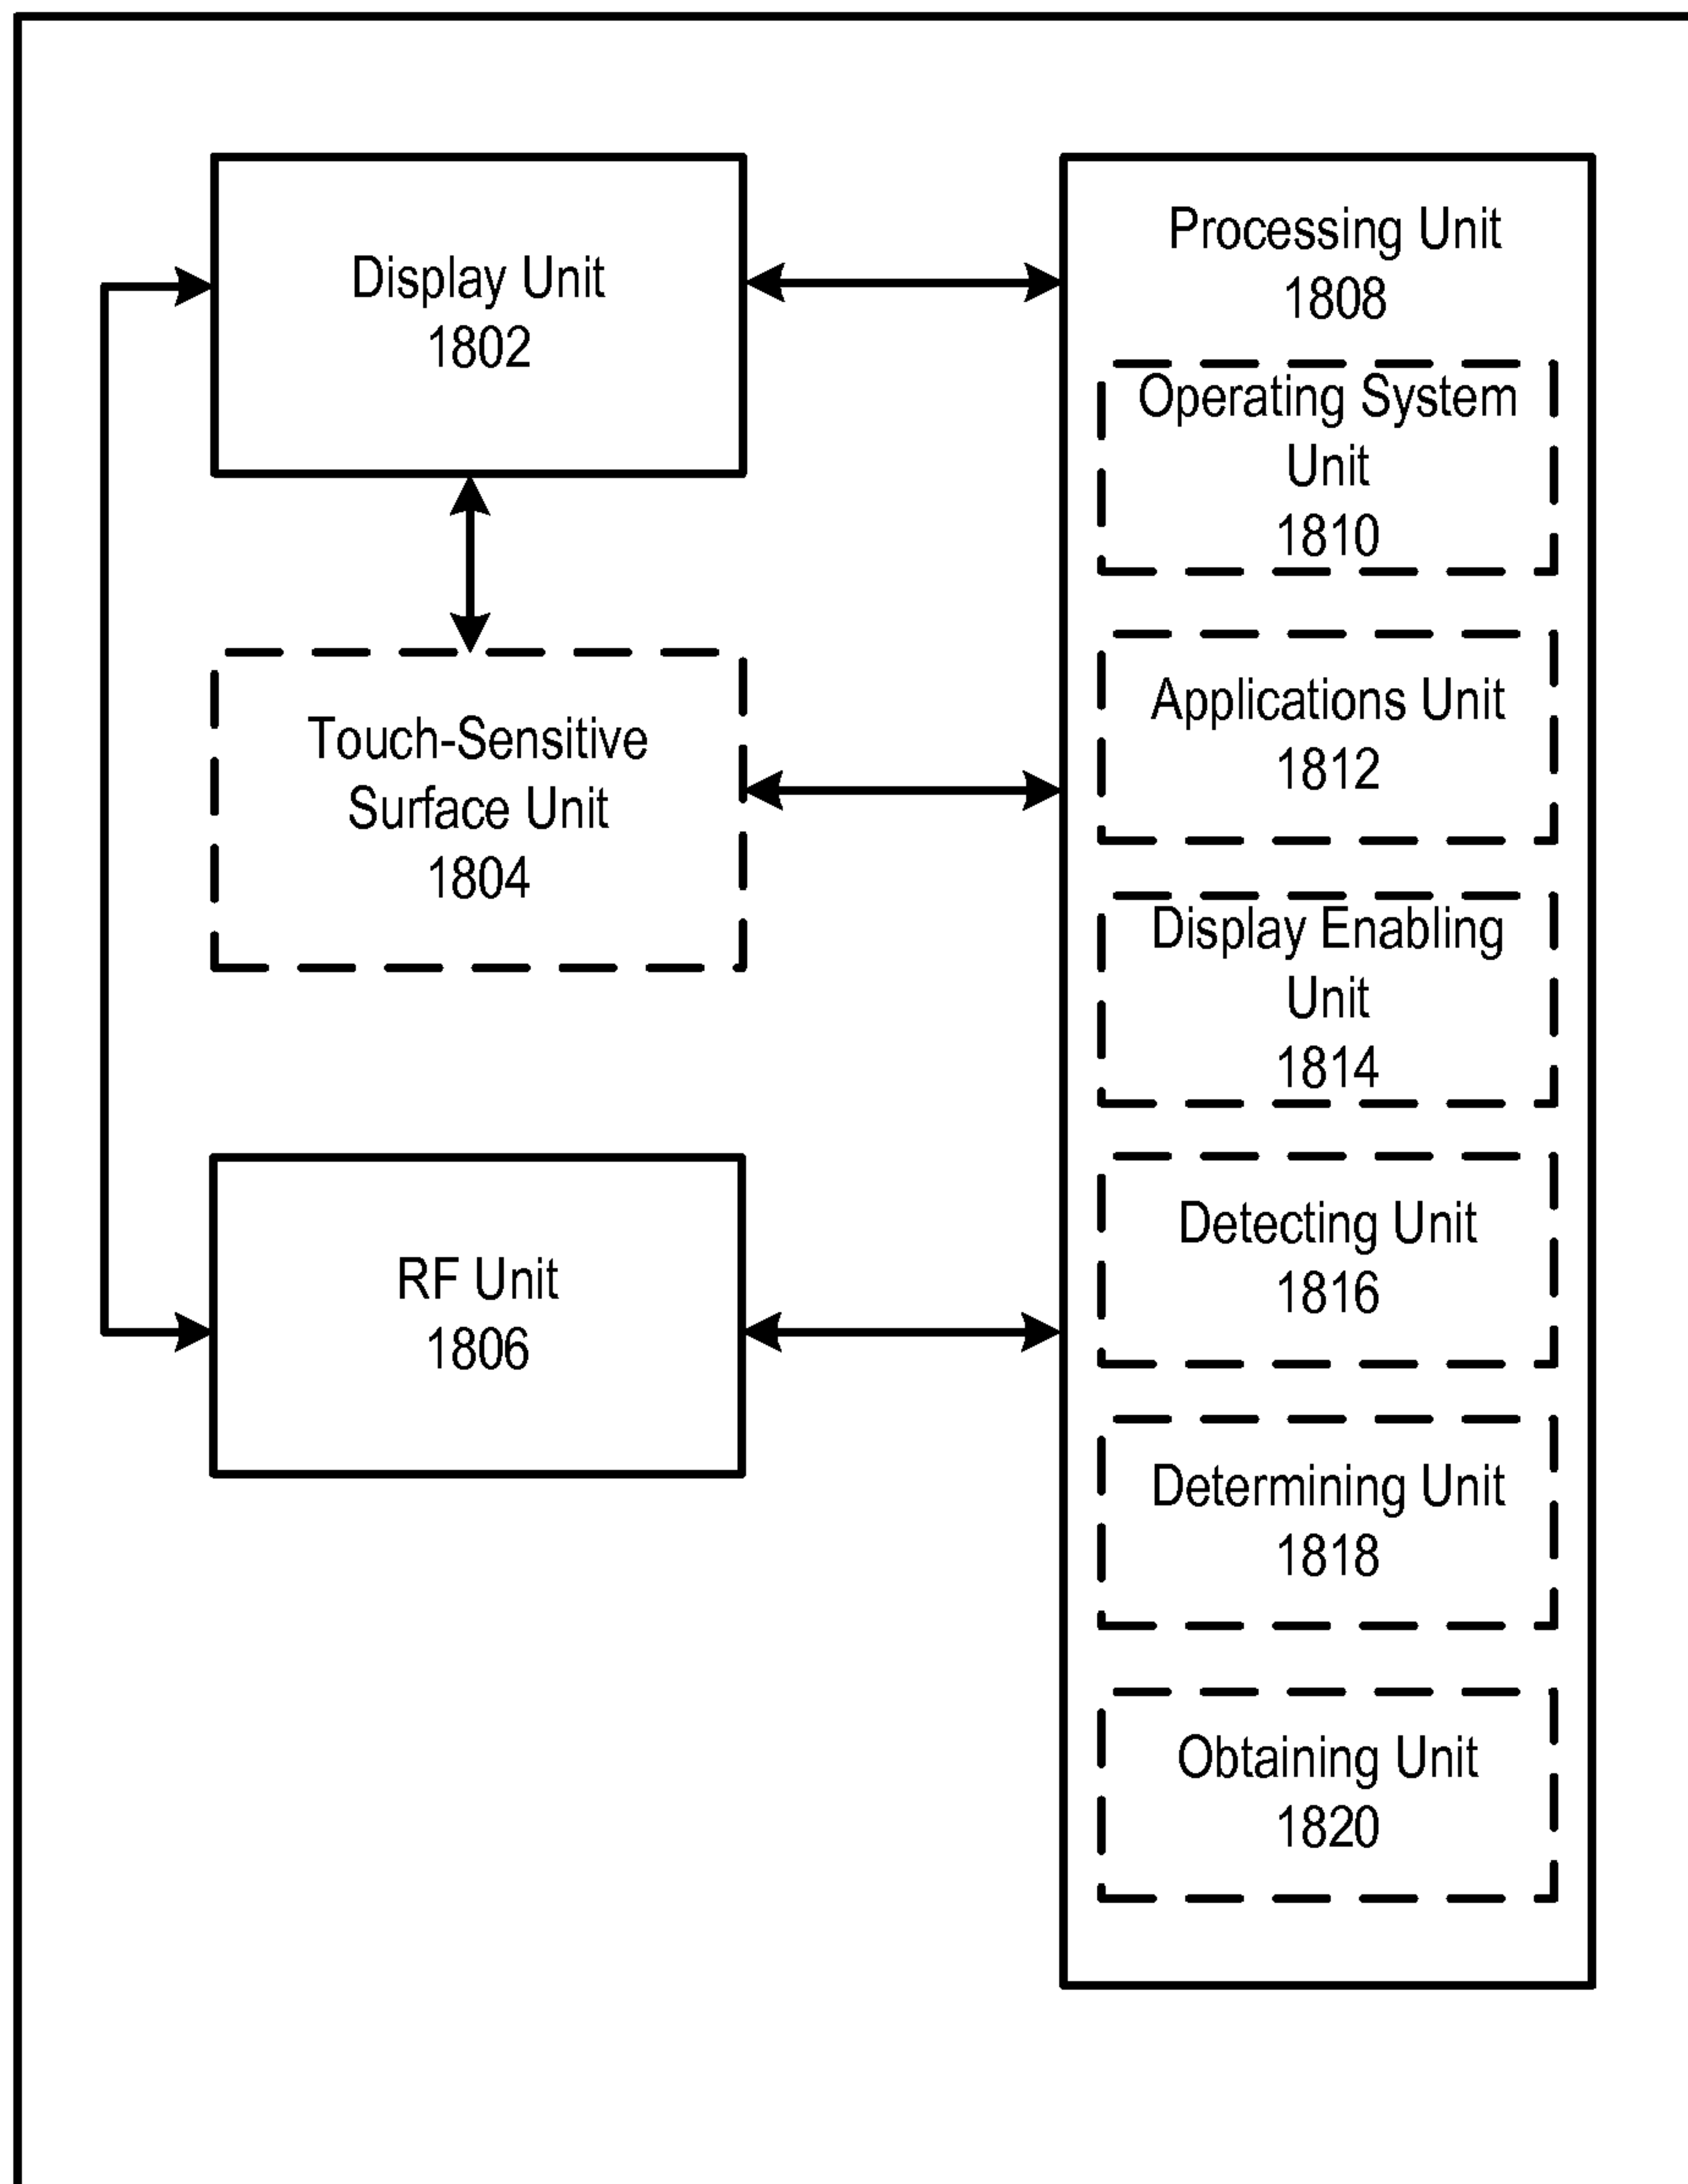 Display Unit
1802
Touch-Sensitive
Surface Unit
1804
RF Unit
1806
Processing Unit
1808
Operating System
Unit
1810
Applications Unit
1812
Display Enabling
Unit
1814
Detecting Unit
1816
Determining Unit
1818
Obtaining Unit
1820